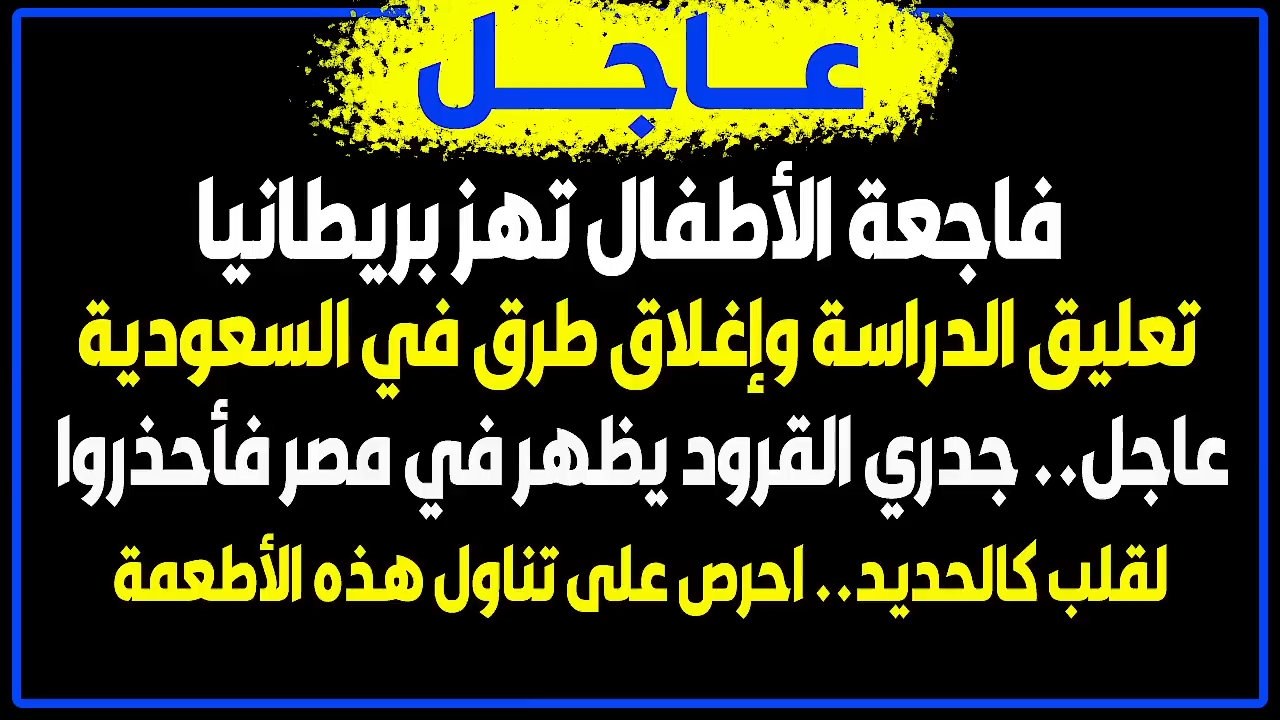 عاجل
فاجعة الأطفال تهز بريطانيا
تعليق الدراسة وإغلاق طرق في السعودية
عاجل.. جدري القرود يظهر في مصر فأحذروا
لقلب كالحديد.. احرص على تناول هذه الأطعمة